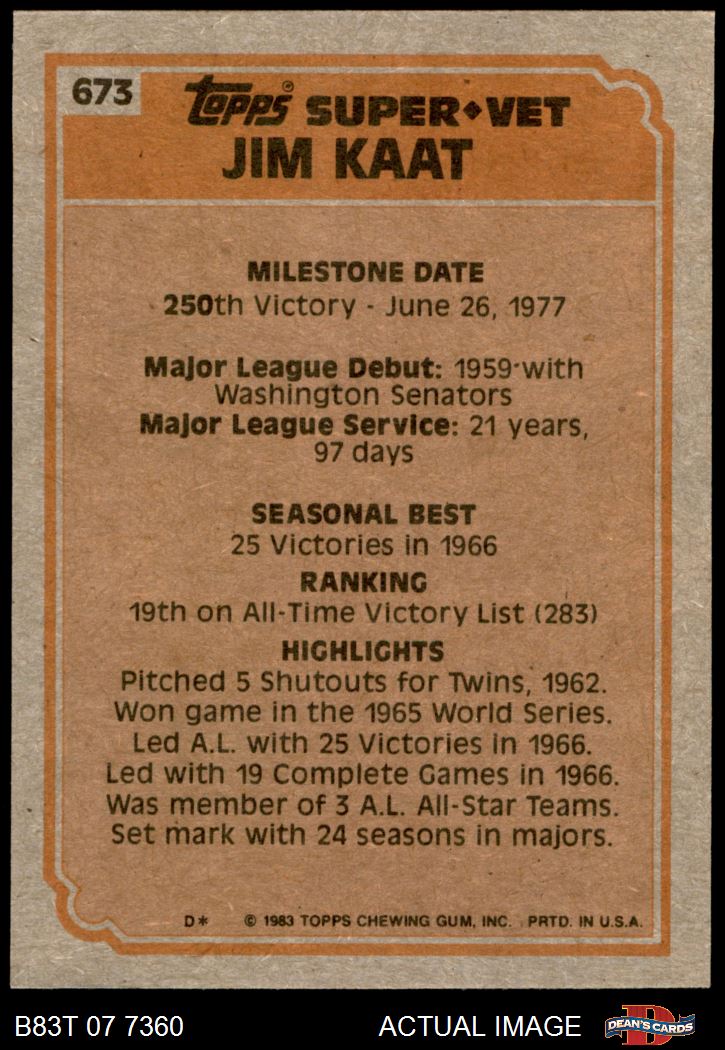 673
Topps® SUPER♦VET
JIM KAAT
MILESTONE DATE
250th Victory - June 26, 1977
Major League Debut: 1959 with
Washington Senators
Major League Service: 21 years,
97 days
SEASONAL BEST
25 Victories in 1966
RANKING
19th on All-Time Victory List (283)
HIGHLIGHTS
Pitched 5 Shutouts for Twins, 1962.
Won game in the 1965 World Series.
Led A.L. with 25 Victories in 1966.
Led with 19 Complete Games in 1966.
Was member of 3 A.L. All-Star Teams.
Set mark with 24 seasons in majors.
D* © 1983 TOPPS CHEWING GUM, INC. PRTD. IN U.S.A.
B83T 07 7360 ACTUAL IMAGE D DEAN'S CARDS